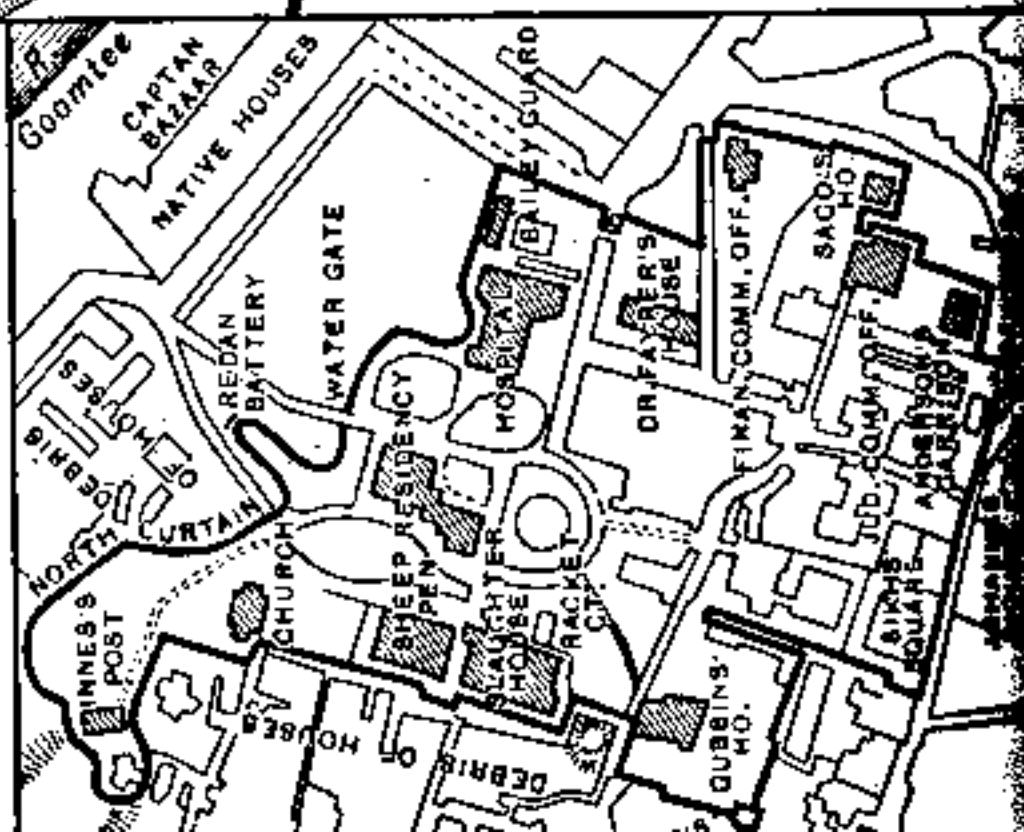 R.
Goomtee
CAPTAN
BAZAAR
NATIVE HOUSES
BAILEY GUARD
WATER GATE
REDAN
BATTERY
DEBRIS
OF
HOUSES
NORTH
CURTAIN
INNES'S
POST
CHURCH
RESIDENCY
HOSPITAL
DR. FAYRER'S
HOUSE
FINAN. COMM. OFF.
SAGO'S
HO.
JUD. COMM. OFF.
ANDERSON'S
GARRISON
SHEEP
PEN
SLAUGHTER
HOUSE
RACKET
CT.
SIKHS
SQUARE
GUBBINS'
HO.
DEBRIS
OF
HOUSES